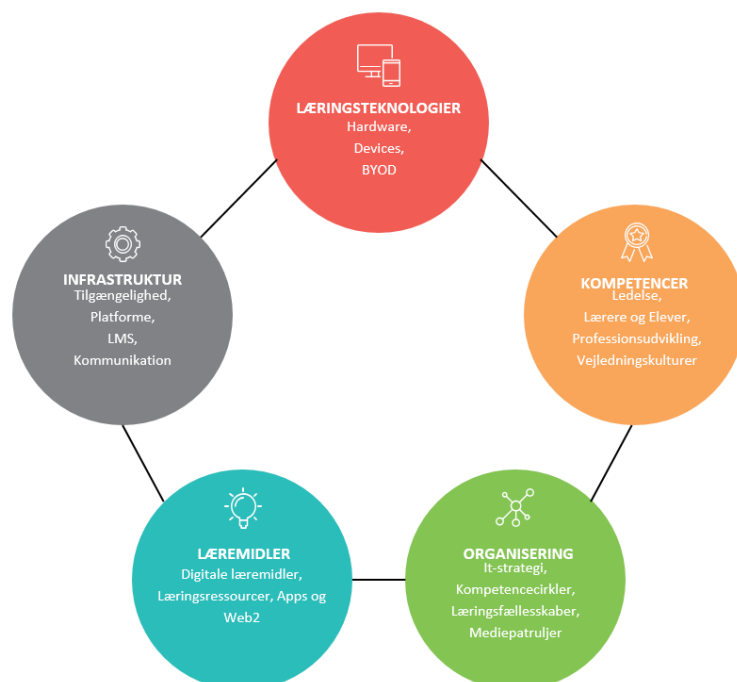 LÆRINGSTEKNOLOGIER
Hardware,
Devices,
BYOD
INFRASTRUKTUR
Tilgængelighed,
Platforme,
LMS,
Kommunikation
KOMPETENCER
Ledelse,
Lærere og Elever,
Professionsudvikling,
Vejledningskulturer
LÆREMIDLER
Digitale læremidler,
Læringsressourcer, Apps og
Web2
ORGANISERING
It-strategi,
Kompetencecirkler,
Læringsfællesskaber,
Mediepatruljer